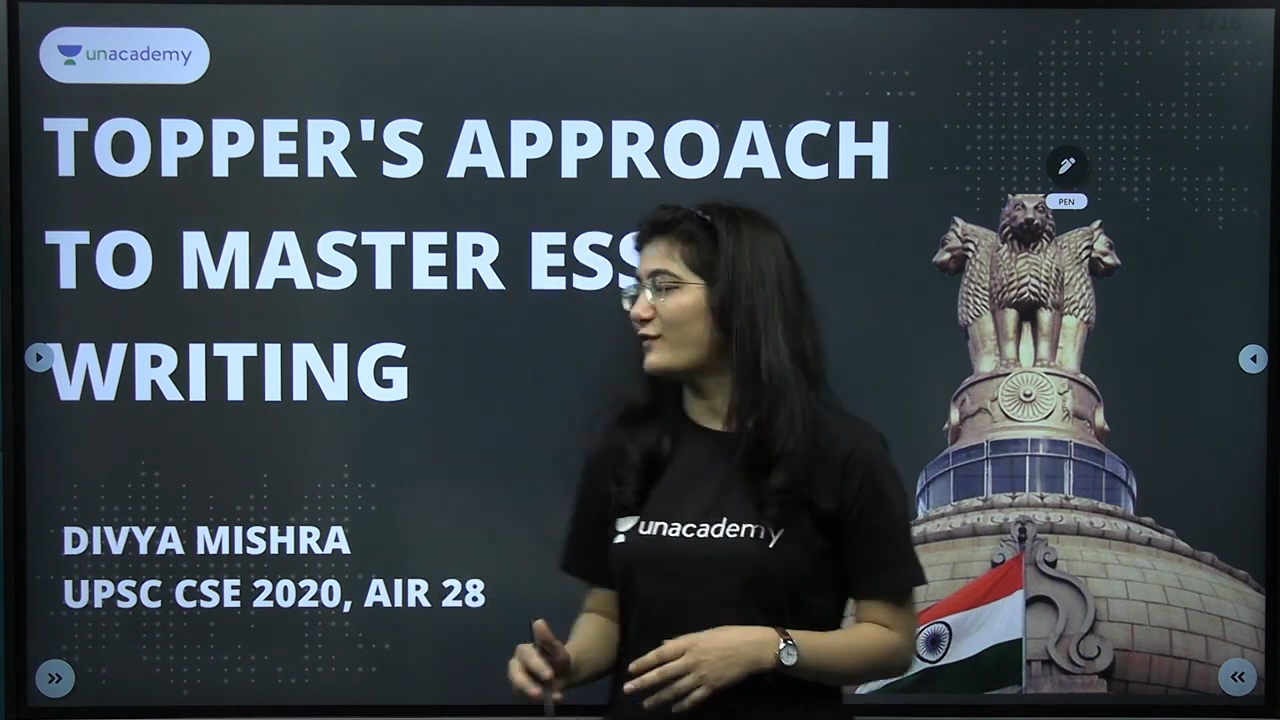 unacademy
TOPPER'S APPROACH
TO MASTER ESS
WRITING
PEN
unacademy
DIVYA MISHRA
UPSC CSE 2020, AIR 28